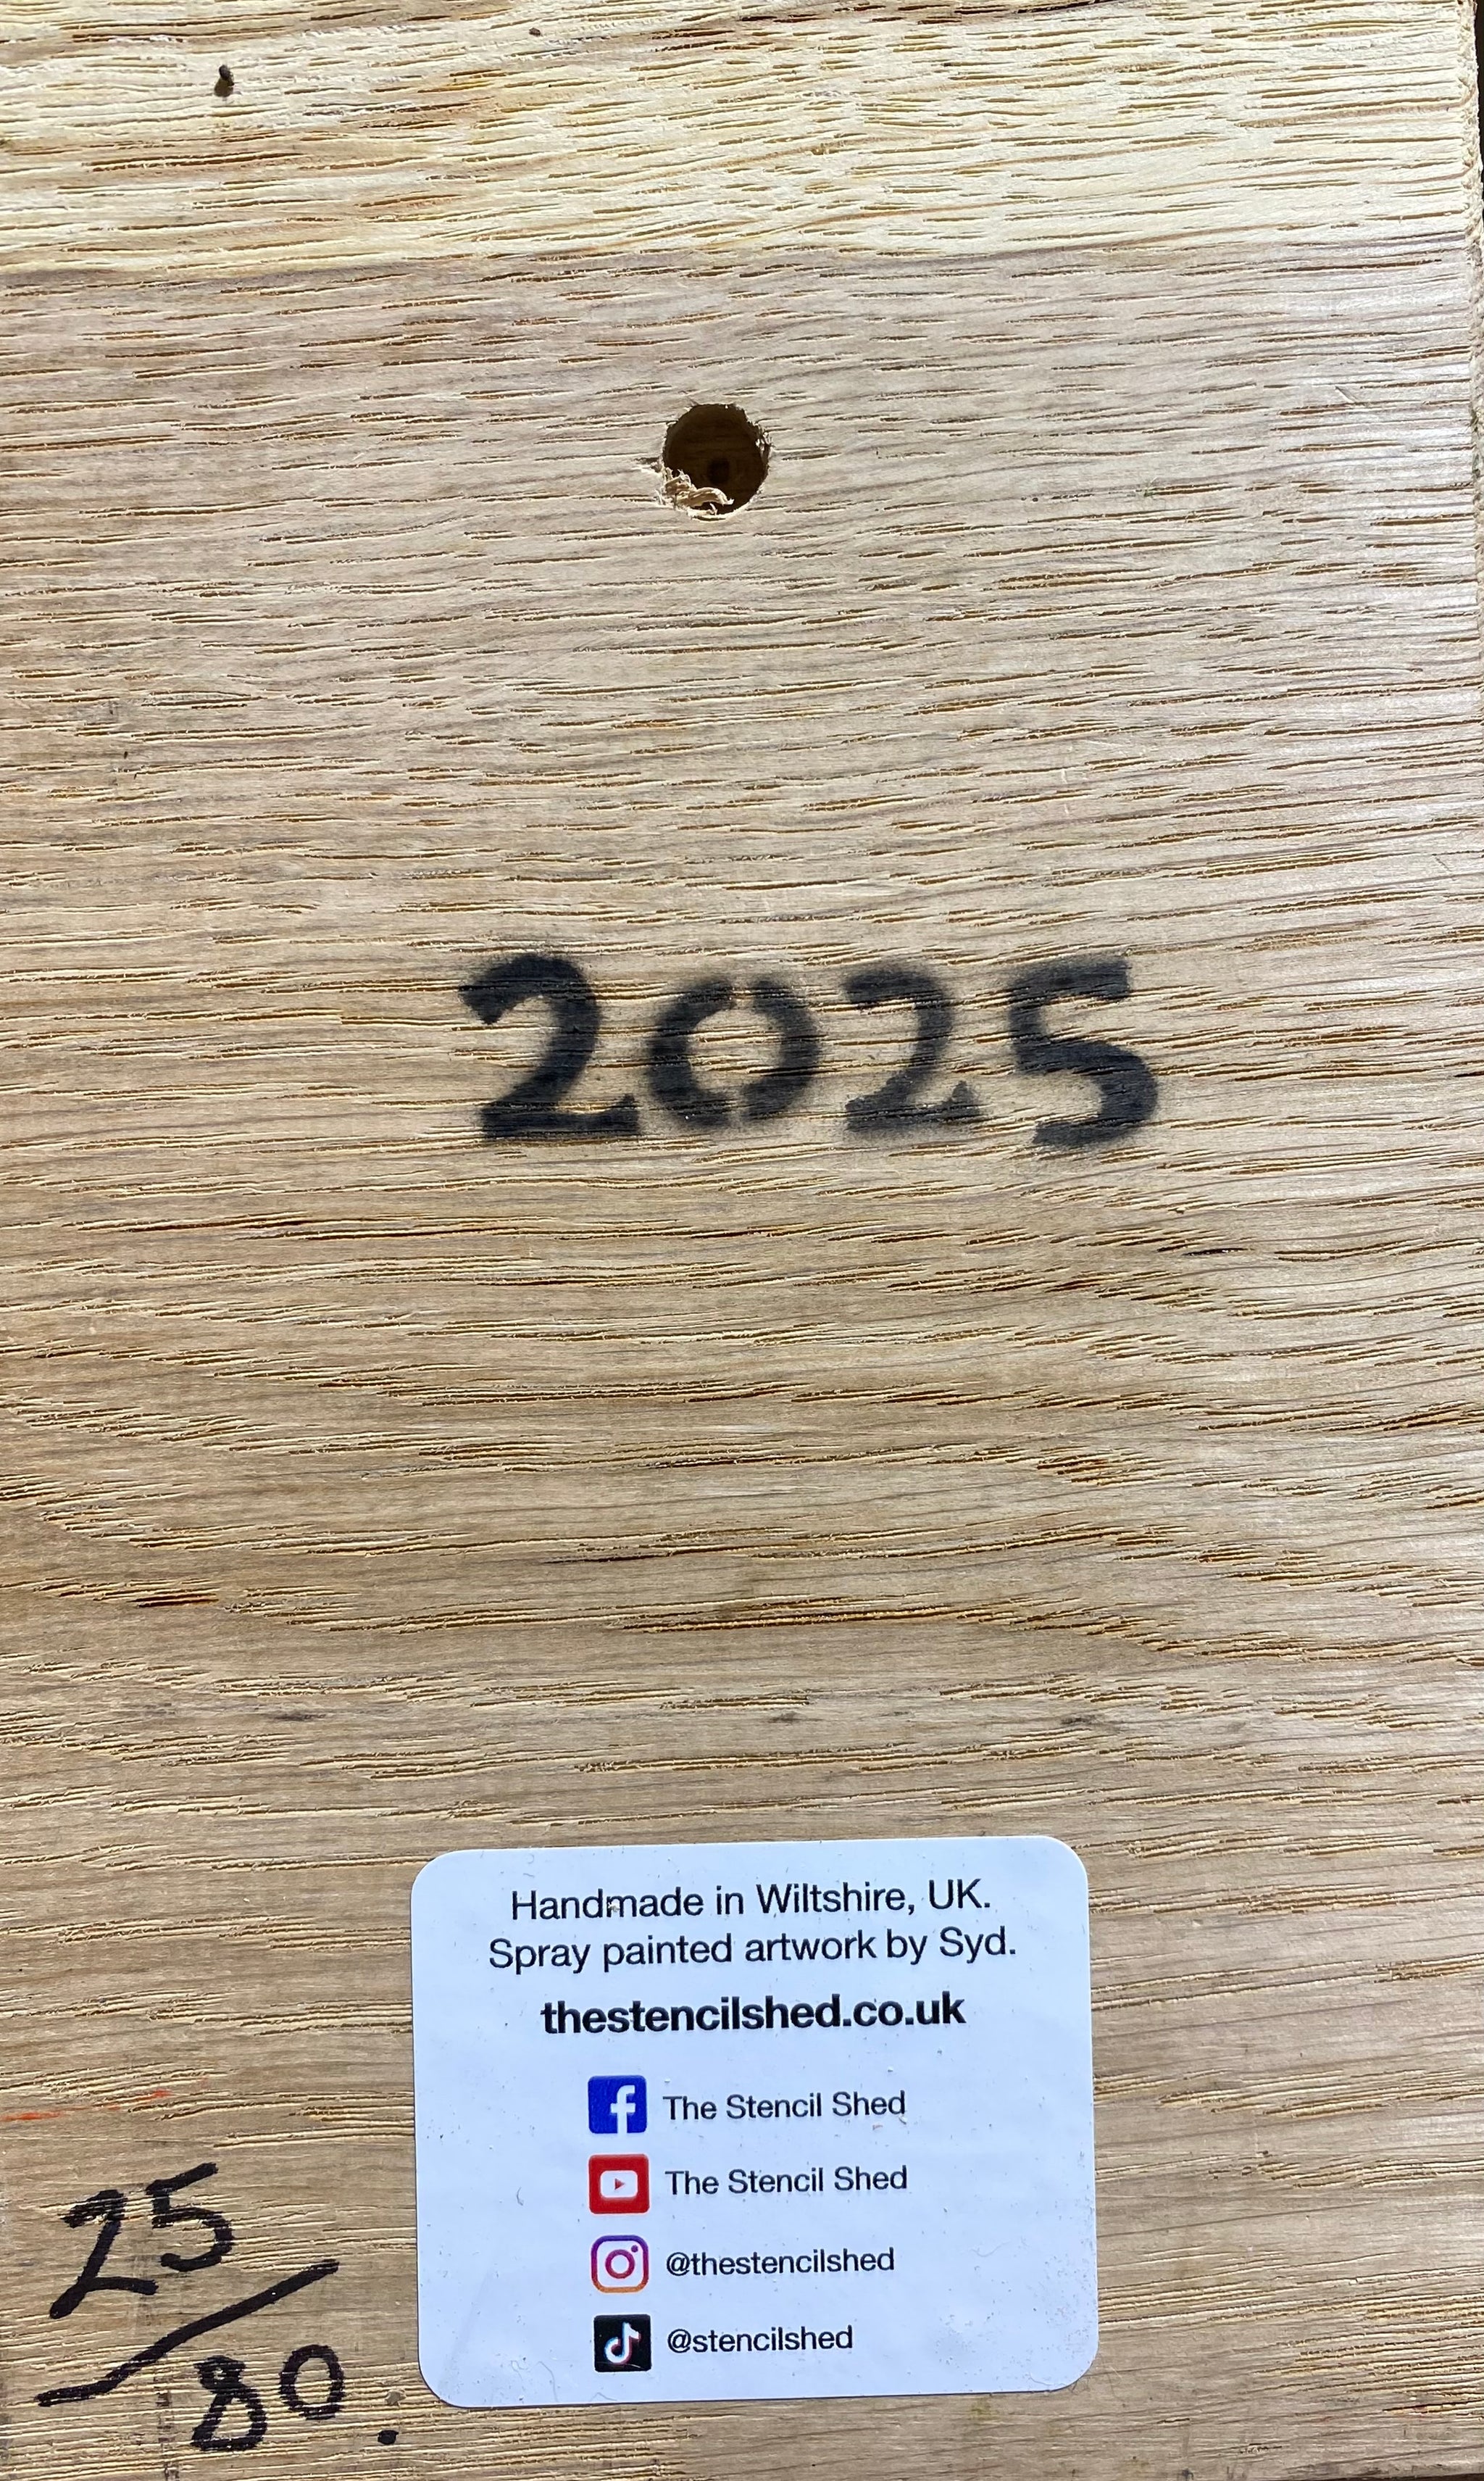 2025
Handmade in Wiltshire, UK.
Spray painted artwork by Syd.
thestencilshed.co.uk
The Stencil Shed
The Stencil Shed
@thestencilshed
@stencilshed
25/80.